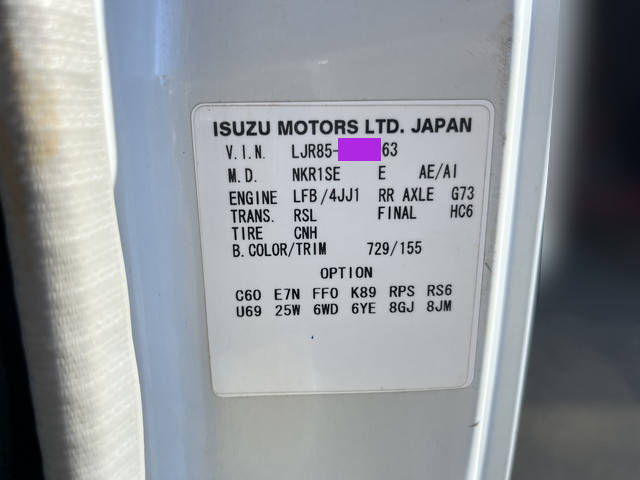 ISUZU MOTORS LTD. JAPAN
V.I.N. LJR85- 63
M.D. NKR1SE E AE/AI
ENGINE LFB/4JJ1 RR AXLE G73
TRANS. RSL FINAL HC6
TIRE CNH
B.COLOR/TRIM 729/155
OPTION
C60 E7N FF0 K89 RPS RS6
U69 25W 6WD 6YE 8GJ 8JM